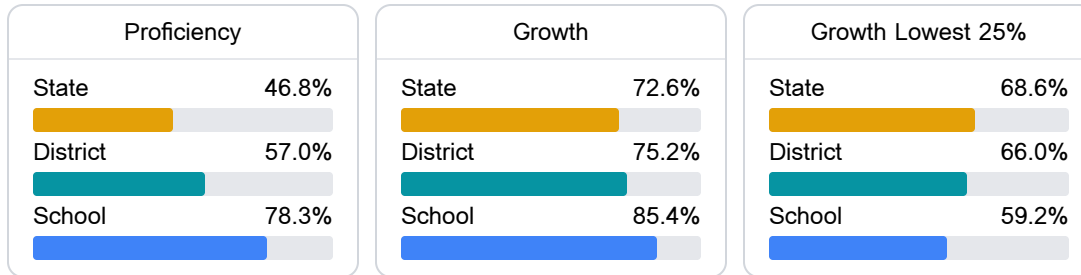 Proficiency
State 46.8%
District 57.0%
School 78.3%
Growth
State 72.6%
District 75.2%
School 85.4%
Growth Lowest 25%
State 68.6%
District 66.0%
School 59.2%